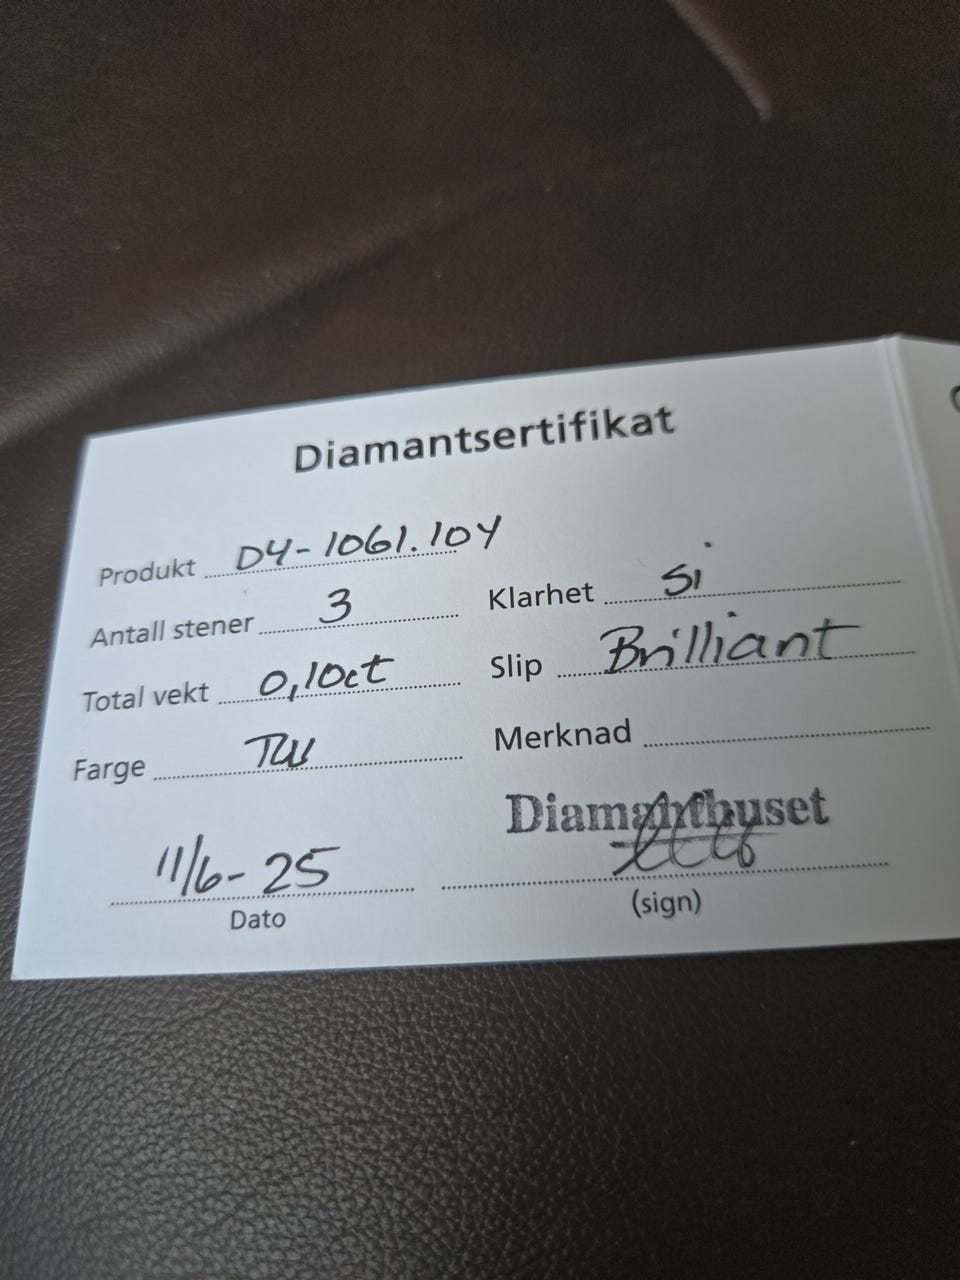 Diamantsertifikat
Produkt D4-1061.10Y
Antall stener 3
Klarhet Si
Total vekt 0,10ct
Slip Brilliant
Farge TW
Merknad
Diamanthuset
11/6-25
Dato
(sign)